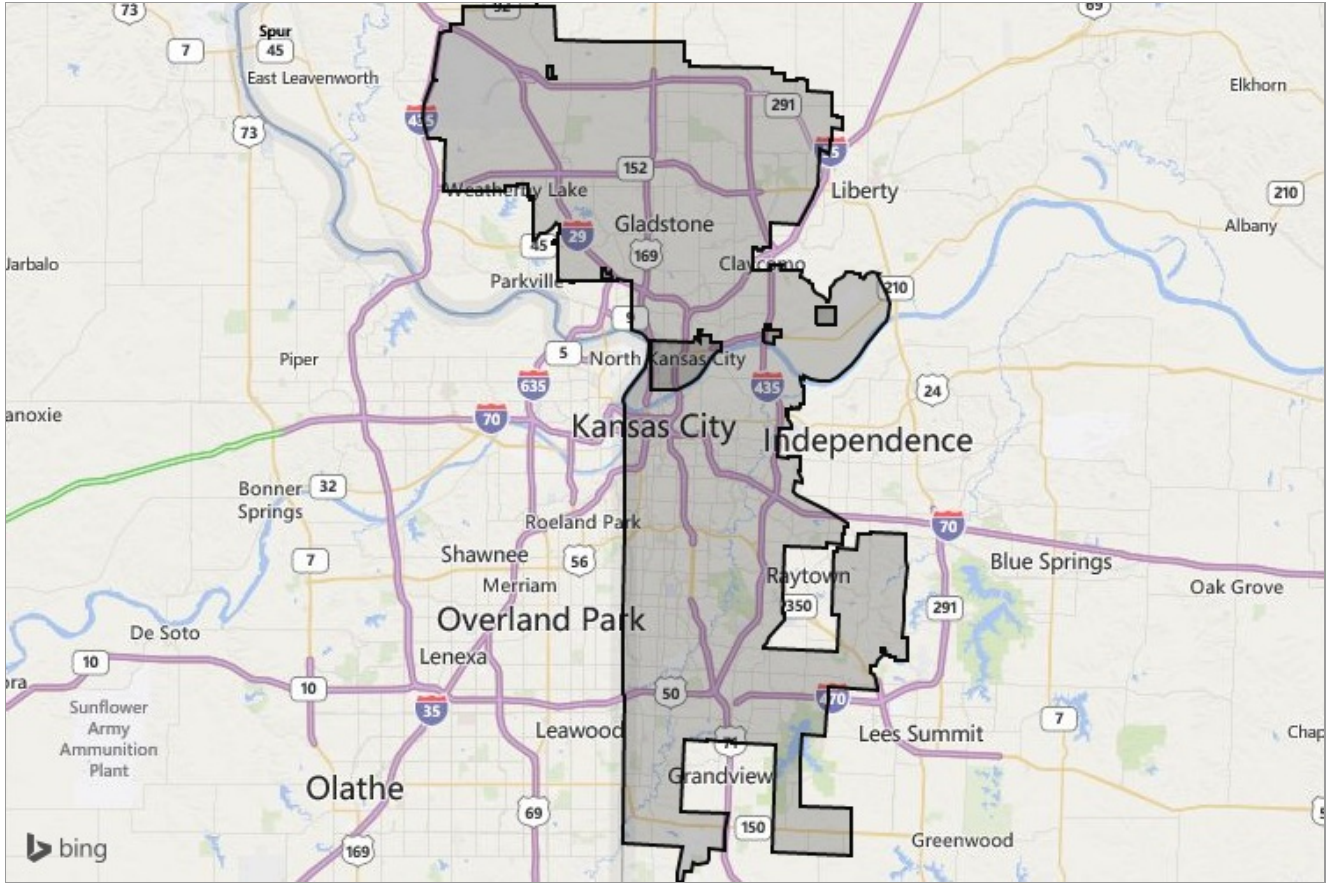 73
92
69
7
Spur
45
East Leavenworth
Elkhorn
291
435
73
152
Weatherby Lake
Liberty
210
Gladstone
Albany
29
45
169
Jarbalo
Claycomo
Parkville
210
9
5
North Kansas City
Piper
635
435
24
70
Kansas City
Independence
Bonner
Springs
32
Roeland Park
70
Shawnee
56
7
Merriam
Raytown
Blue Springs
Oak Grove
350
291
Overland Park
De Soto
Lenexa
10
10
50
470
Sunflower
Army
Ammunition
Plant
35
Leawood
71
Lees Summit
7
Grandview
Olathe
69
150
Greenwood
bing
169